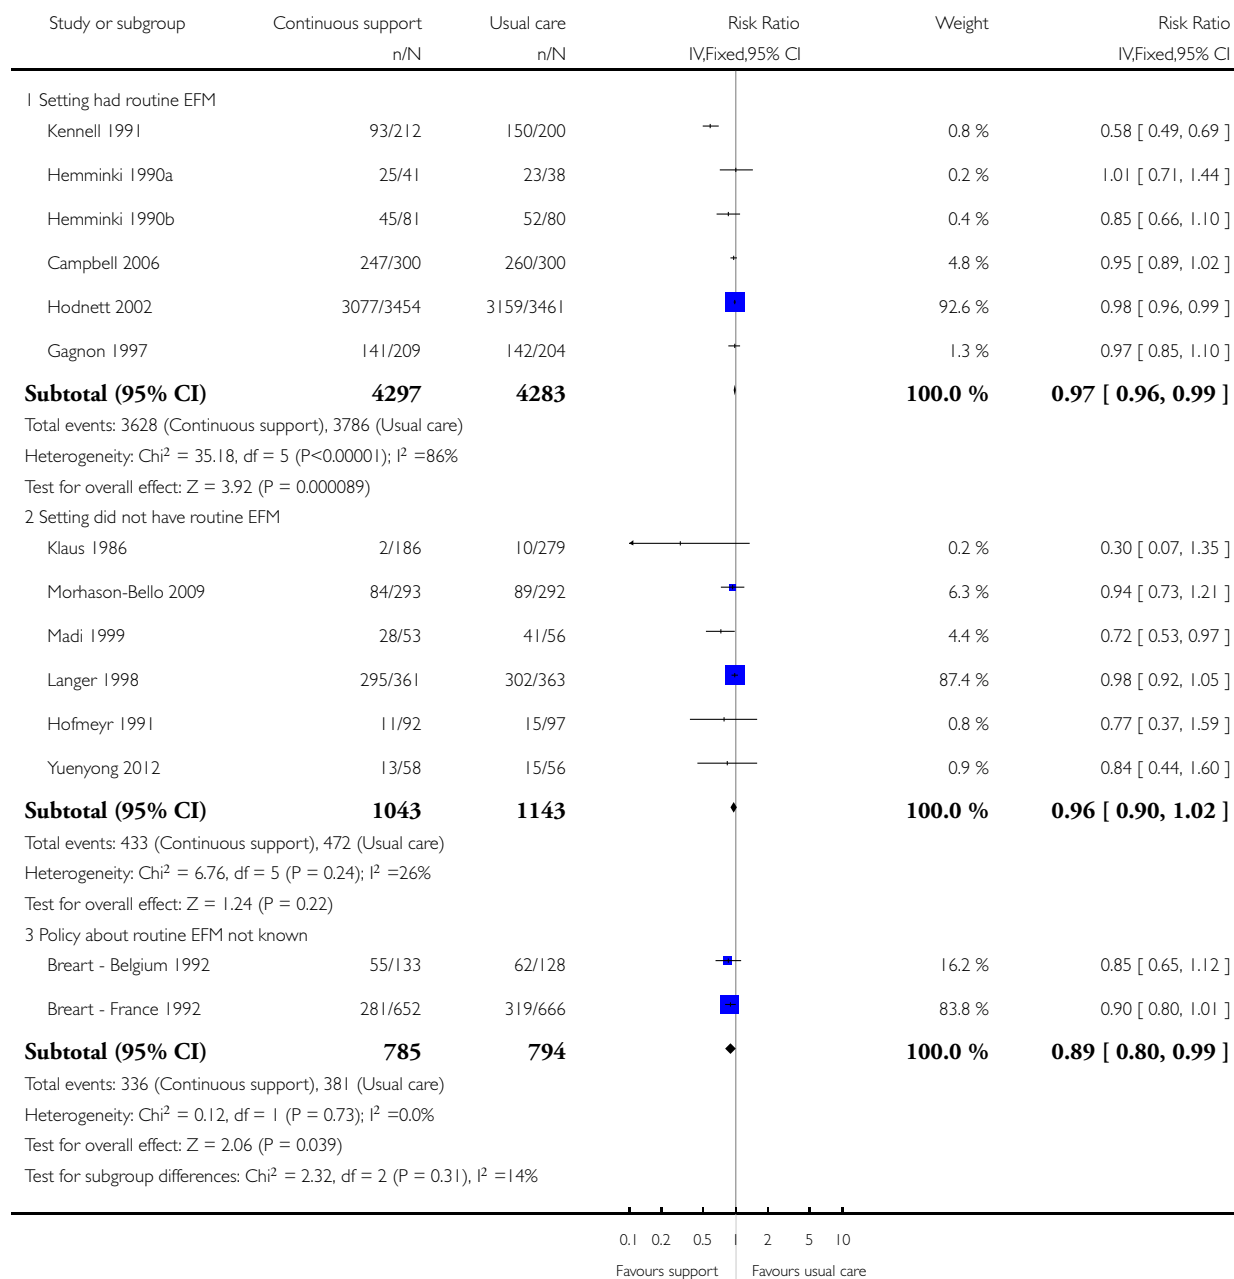 Study or subgroup Continuous support Usual care Risk Ratio Weight Risk Ratio
n/N n/N IV,Fixed,95% CI IV,Fixed,95% CI
1 Setting had routine EFM
Kennell 1991 93/212 150/200 0.8 % 0.58 [ 0.49, 0.69 ]
Hemminki 1990a 25/41 23/38 0.2 % 1.01 [ 0.71, 1.44 ]
Hemminki 1990b 45/81 52/80 0.4 % 0.85 [ 0.66, 1.10 ]
Campbell 2006 247/300 260/300 4.8 % 0.95 [ 0.89, 1.02 ]
Hodnett 2002 3077/3454 3159/3461 92.6 % 0.98 [ 0.96, 0.99 ]
Gagnon 1997 141/209 142/204 1.3 % 0.97 [ 0.85, 1.10 ]
Subtotal (95% CI) 4297 4283 100.0 % 0.97 [ 0.96, 0.99 ]
Total events: 3628 (Continuous support), 3786 (Usual care)
Heterogeneity: Chi² = 35.18, df = 5 (P<0.00001); I² =86%
Test for overall effect: Z = 3.92 (P = 0.000089)
2 Setting did not have routine EFM
Klaus 1986 2/186 10/279 0.2 % 0.30 [ 0.07, 1.35 ]
Morhason-Bello 2009 84/293 89/292 6.3 % 0.94 [ 0.73, 1.21 ]
Madi 1999 28/53 41/56 4.4 % 0.72 [ 0.53, 0.97 ]
Langer 1998 295/361 302/363 87.4 % 0.98 [ 0.92, 1.05 ]
Hofmeyr 1991 11/92 15/97 0.8 % 0.77 [ 0.37, 1.59 ]
Yuenyong 2012 13/58 15/56 0.9 % 0.84 [ 0.44, 1.60 ]
Subtotal (95% CI) 1043 1143 100.0 % 0.96 [ 0.90, 1.02 ]
Total events: 433 (Continuous support), 472 (Usual care)
Heterogeneity: Chi² = 6.76, df = 5 (P = 0.24); I² =26%
Test for overall effect: Z = 1.24 (P = 0.22)
3 Policy about routine EFM not known
Breart - Belgium 1992 55/133 62/128 16.2 % 0.85 [ 0.65, 1.12 ]
Breart - France 1992 281/652 319/666 83.8 % 0.90 [ 0.80, 1.01 ]
Subtotal (95% CI) 785 794 100.0 % 0.89 [ 0.80, 0.99 ]
Total events: 336 (Continuous support), 381 (Usual care)
Heterogeneity: Chi² = 0.12, df = 1 (P = 0.73); I² =0.0%
Test for overall effect: Z = 2.06 (P = 0.039)
Test for subgroup differences: Chi² = 2.32, df = 2 (P = 0.31), I² =14%
0.1 0.2 0.5 1 2 5 10
Favours support Favours usual care